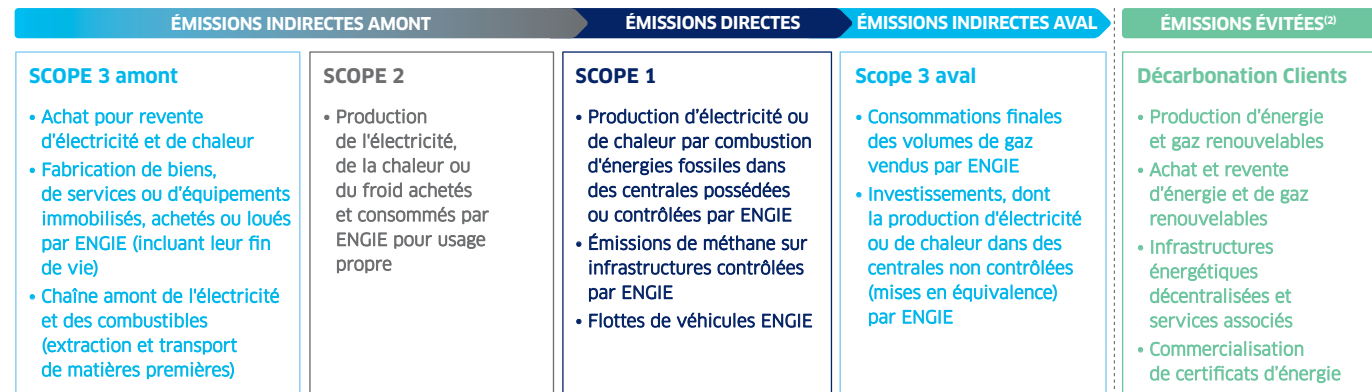 ÉMISSIONS INDIRECTES AMONT
ÉMISSIONS DIRECTES
ÉMISSIONS INDIRECTES AVAL
ÉMISSIONS ÉVITÉES(2)
SCOPE 3 amont
• Achat pour revente
d'électricité et de chaleur
• Fabrication de biens,
de services ou d'équipements
immobilisés, achetés ou loués
par ENGIE (incluant leur fin
de vie)
• Chaîne amont de l'électricité
et des combustibles
(extraction et transport
de matières premières)
SCOPE 2
• Production
de l'électricité,
de la chaleur ou
du froid achetés
et consommés par
ENGIE pour usage
propre
SCOPE 1
• Production d'électricité ou
de chaleur par combustion
d'énergies fossiles dans
des centrales possédées
ou contrôlées par ENGIE
• Émissions de méthane sur
infrastructures contrôlées
par ENGIE
• Flottes de véhicules ENGIE
Scope 3 aval
• Consommations finales
des volumes de gaz
vendus par ENGIE
• Investissements, dont
la production d'électricité
ou de chaleur dans des
centrales non contrôlées
(mises en équivalence)
par ENGIE
Décarbonation Clients
• Production d'énergie
et gaz renouvelables
• Achat et revente
d'énergie et de gaz
renouvelables
• Infrastructures
énergétiques
décentralisées et
services associés
• Commercialisation
de certificats d'énergie